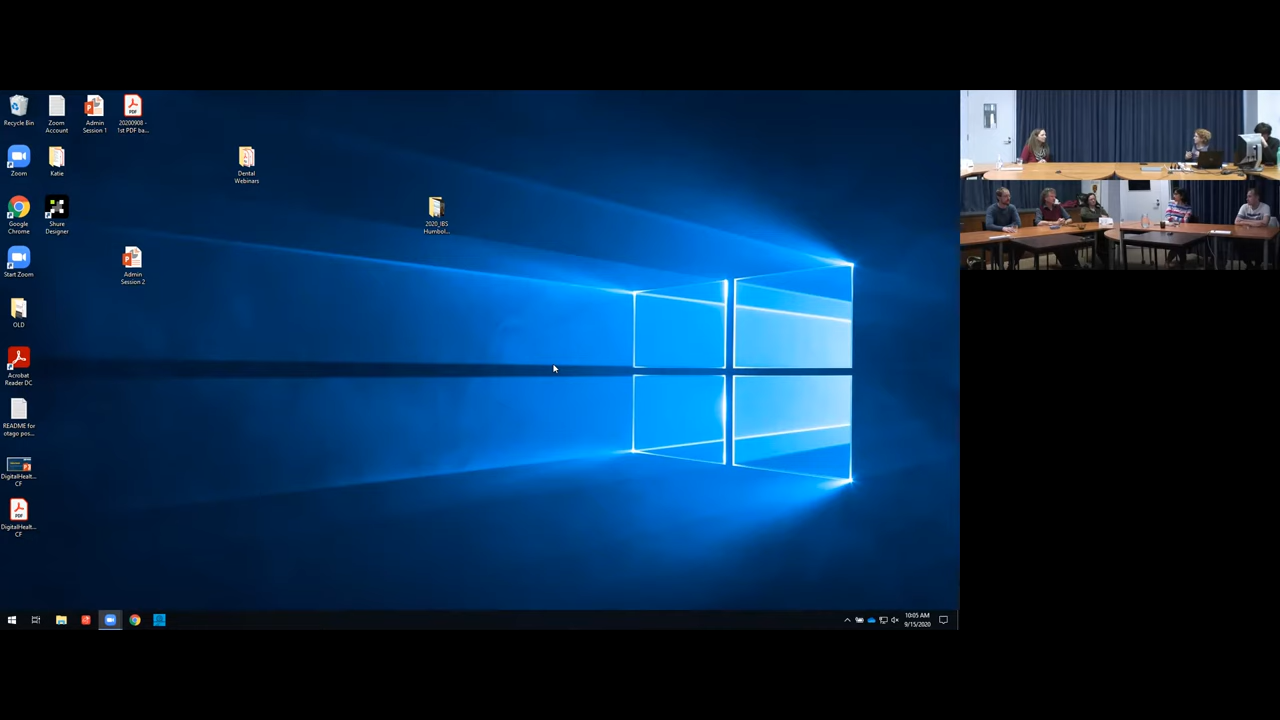 Recycle Bin
Zoom
Account
Admin
Session 1
20200908 -
1st PDF ba...
Zoom
Katie
Dental
Webinars
Google
Chrome
Shure
Designer
2020_IBS
Humbol...
Start Zoom
Admin
Session 2
OLD
Acrobat
Reader DC
README for
otago pos...
DigitalHealt...
CF
PDF
DigitalHealt...
CF
10:05 AM
9/15/2020